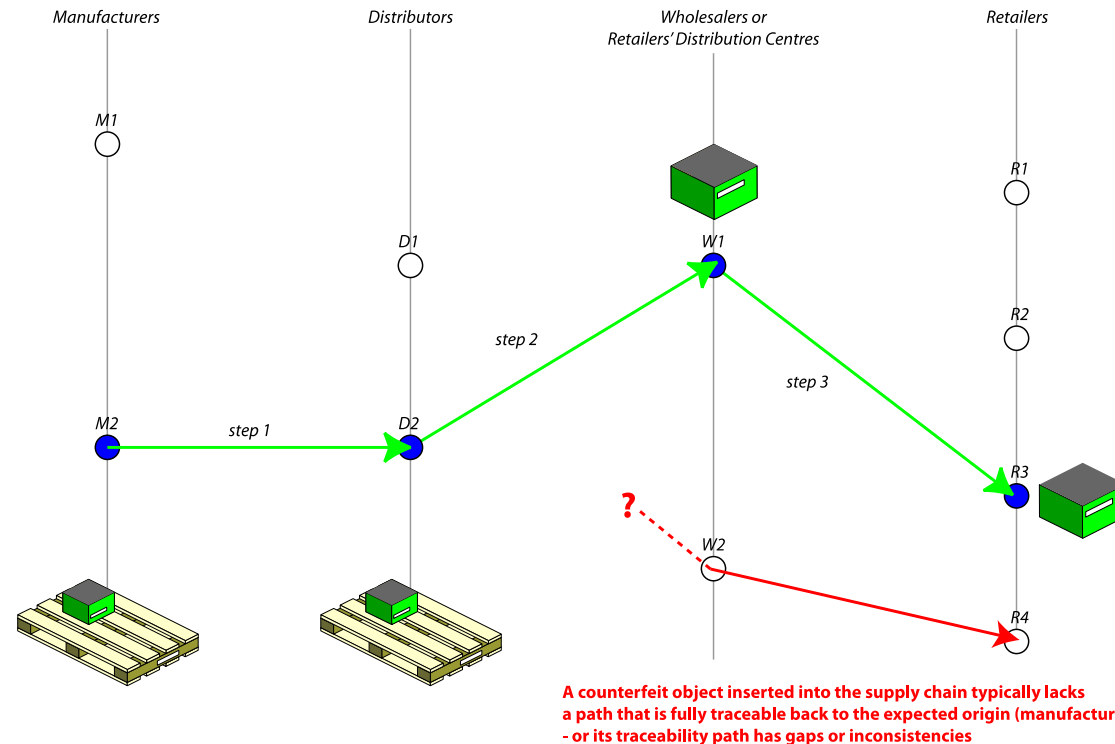 Manufacturers
Distributors
Wholesalers or
Retailers’ Distribution Centres
Retailers
M1
R1
D1
W1
R2
step 2
step 3
M2
step 1
D2
R3
?
W2
R4
A counterfeit object inserted into the supply chain typically lacks
a path that is fully traceable back to the expected origin (manufactur
- or its traceability path has gaps or inconsistencies